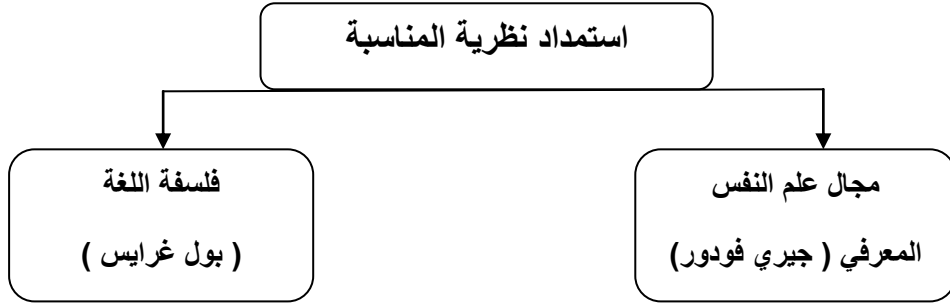 استمداد نظرية المناسبة
مجال علم النفس
المعرفي ( جيري فودور)
فلسفة اللغة
( بول غرايس )